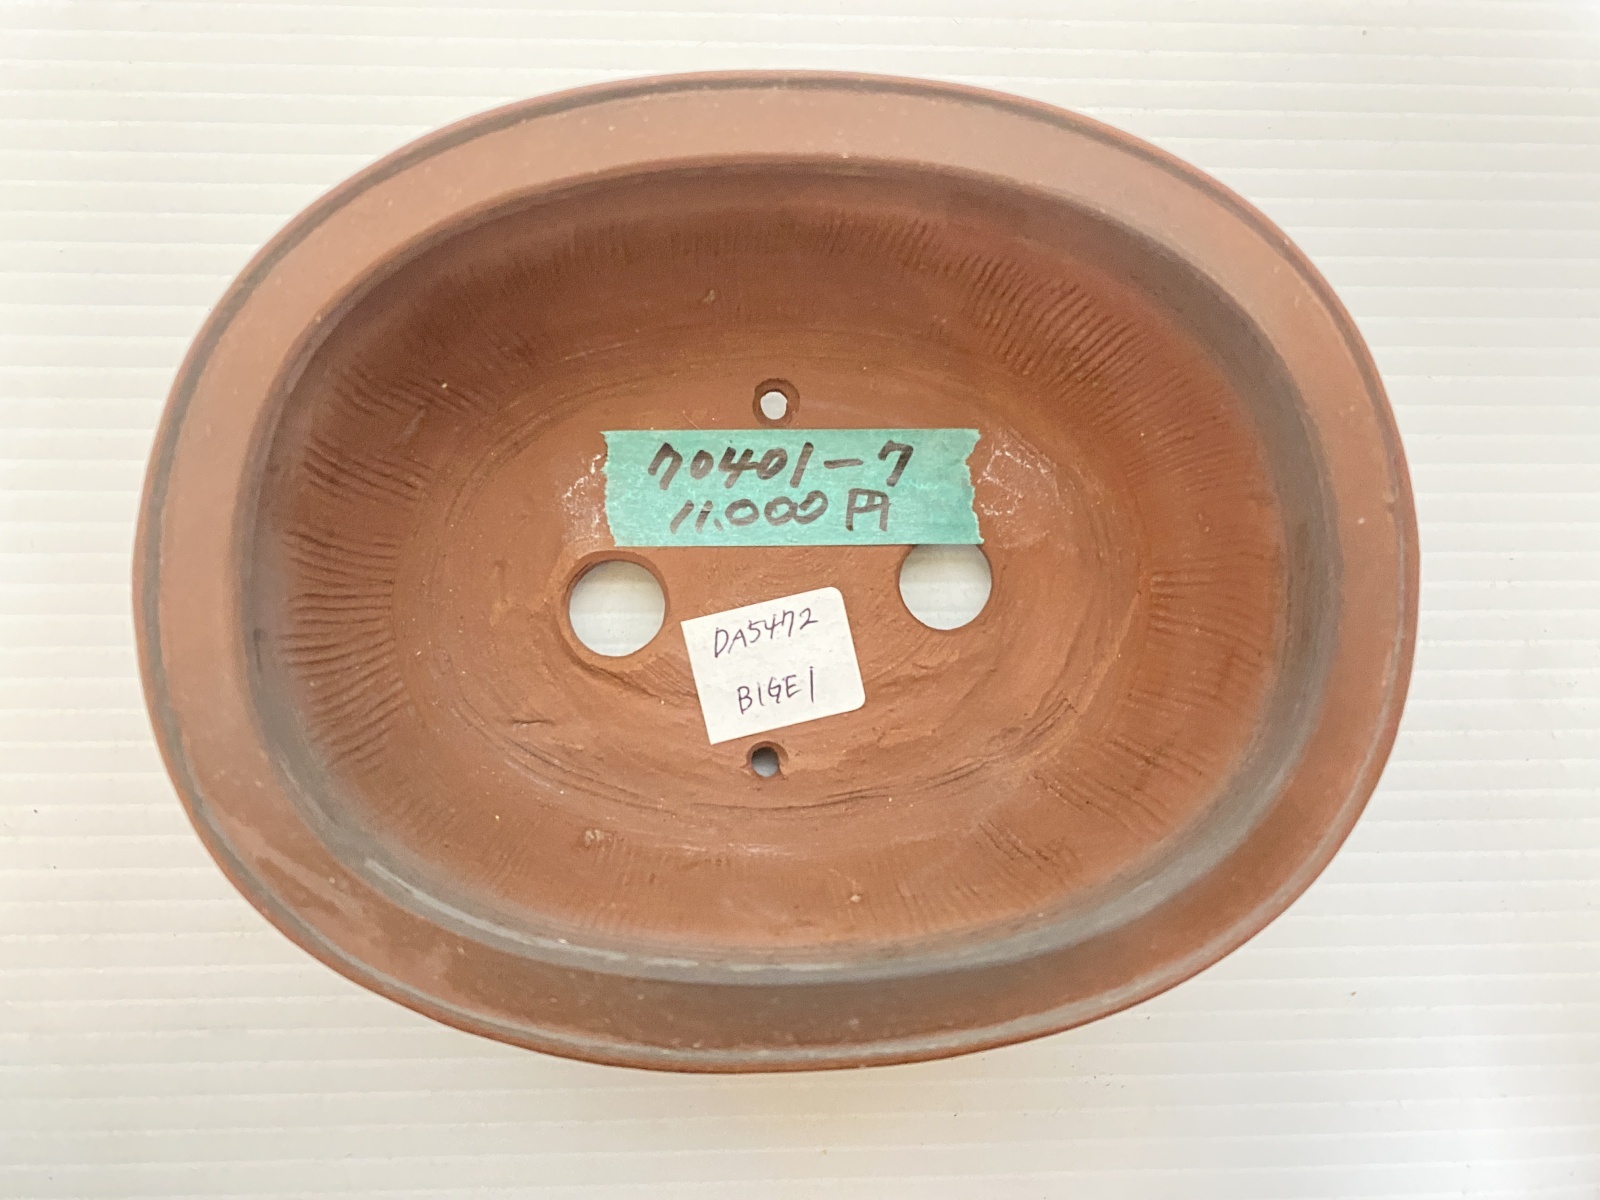 70401-7
11.000円
DA5472
BIGEI